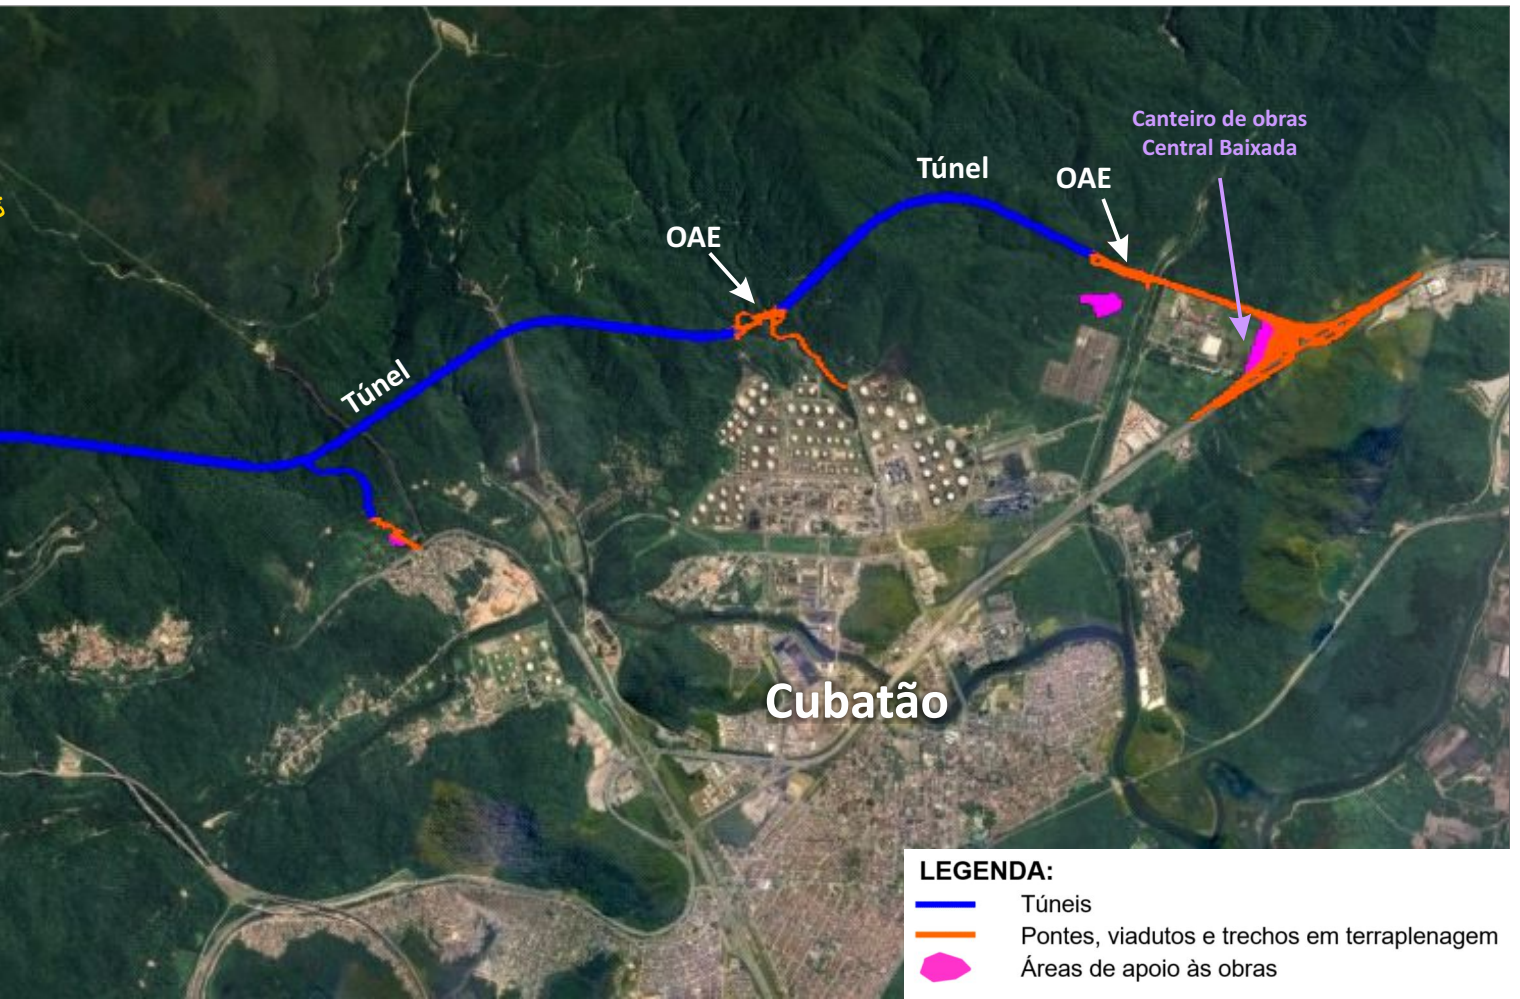 Canteiro de obras
Central Baixada
Túnel
OAE
OAE
Túnel
Cubatão
LEGENDA:
Túneis
Pontes, viadutos e trechos em terraplenagem
Áreas de apoio às obras